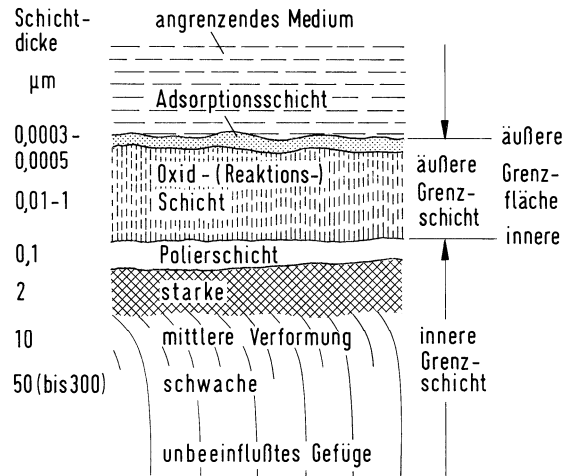 Schicht-
dicke
µm
angrenzendes Medium
Adsorptionsschicht
0,0003 -
0,0005
äußere
Oxid - (Reaktions-)
Schicht
0,01-1
äußere
Grenz-
schicht
Grenz-
fläche
innere
0,1
Polierschicht
2
starke
10
mittlere Verformung
innere
Grenz-
schicht
50 (bis 300)
schwache
unbeeinflußtes Gefüge